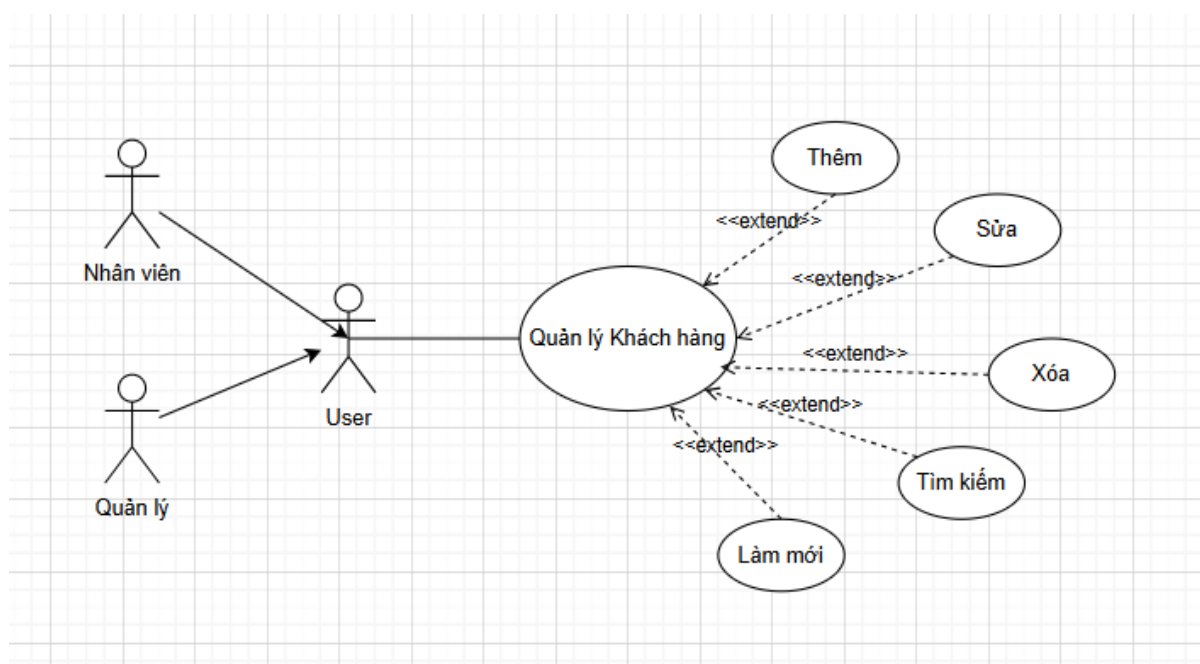 Nhân viên
Quản lý
User
Quản lý Khách hàng
<<extend>>
Thêm
<<extend>>
Sửa
<<extend>>
Xóa
<<extend>>
Tìm kiếm
<<extend>>
Làm mới